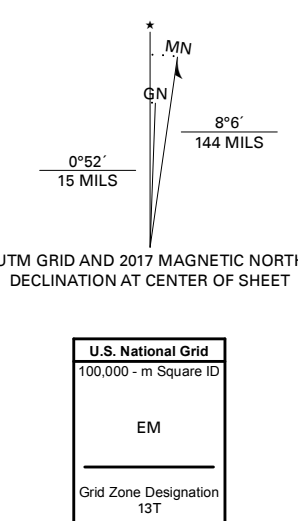 ★
MN
GN
8°6´
144 MILS
0°52´
15 MILS
UTM GRID AND 2017 MAGNETIC NORTH
DECLINATION AT CENTER OF SHEET
U.S. National Grid
100,000 - m Square ID
EM
Grid Zone Designation
13T